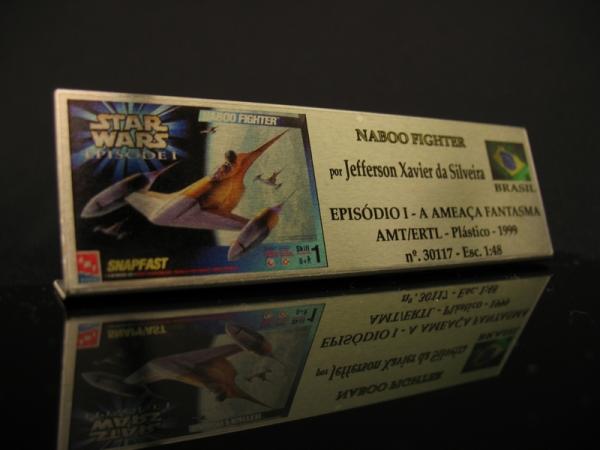 STAR
WARS
EPISODE I
NABOO FIGHTER
Skill 1
SNAPFAST
NABOO FIGHTER
por Jefferson Xavier da Silveira
BRASIL
EPISÓDIO I - A AMEAÇA FANTASMA
AMT/ERTL - Plástico - 1999
nº. 30117 - Esc. 1:48